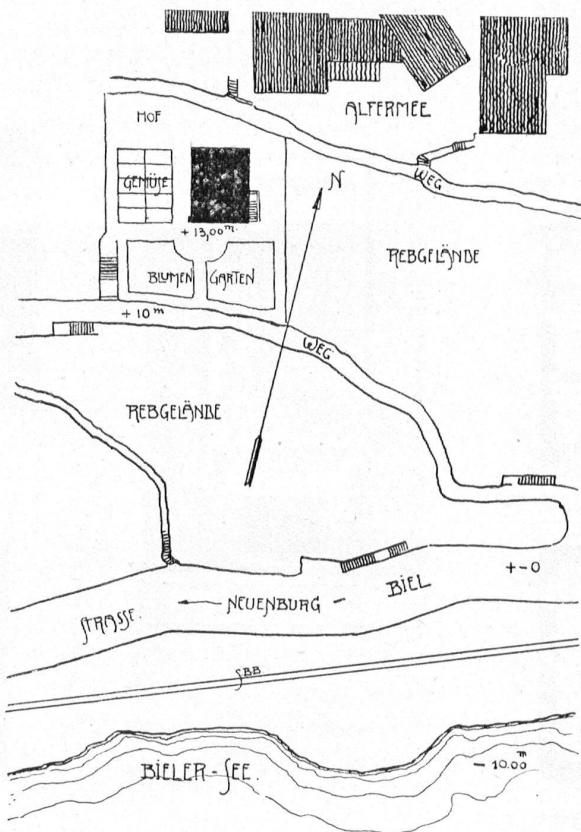 ALFERMEE
HOF
WEG
GEMÜSE
N
+ 13,00 m.
REBGELÄNDE
BLUMEN GARTEN
+ 10 m
WEG
REBGELÄNDE
+-0
BIEL
NEUENBURG
STRASSE.
SBB
- 10.00 m
BIELER-SEE.